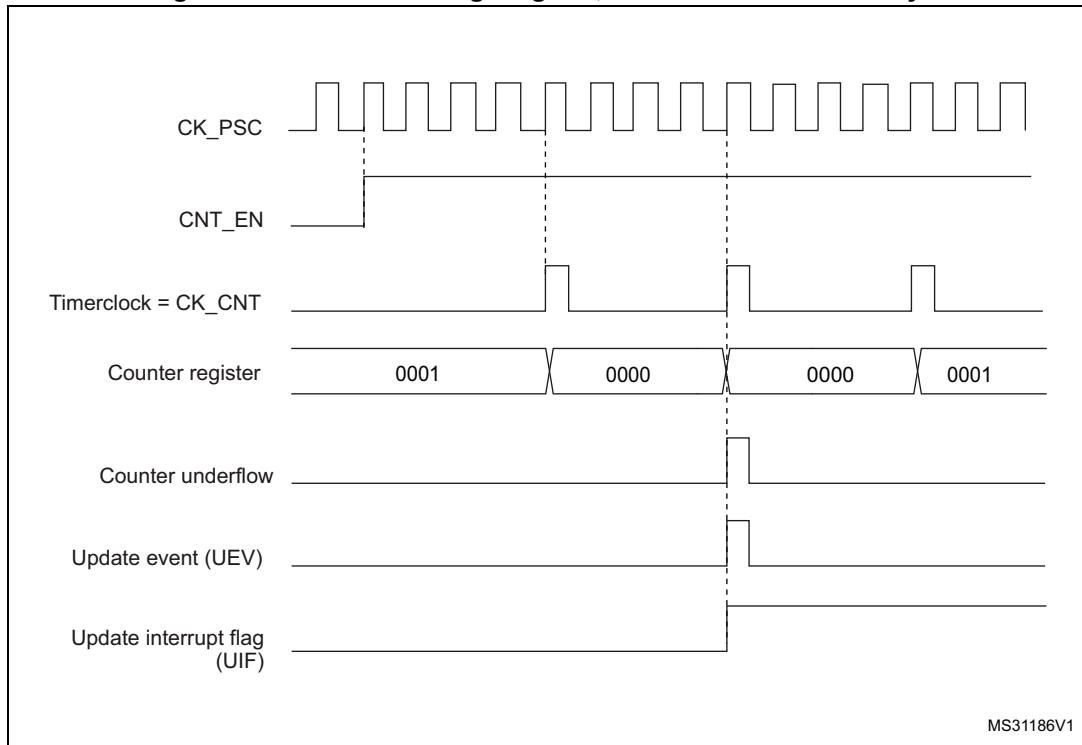 CK_PSC
CNT_EN
Timerclock = CK_CNT
Counter register
0001
0000
0000
0001
Counter underflow
Update event (UEV)
Update interrupt flag
(UIF)
MS31186V1